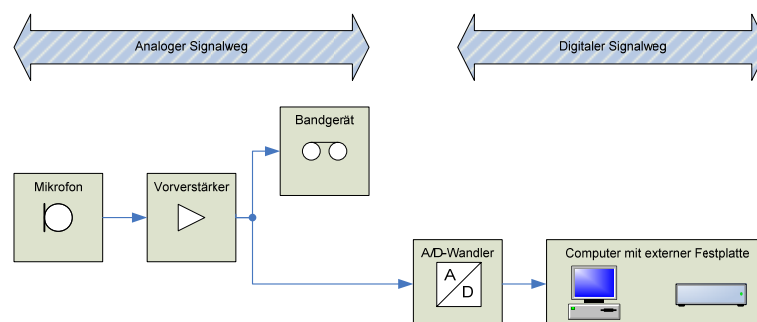 Analoger Signalweg
Digitaler Signalweg
Bandgerät
Mikrofon
Vorverstärker
A/D-Wandler
A
D
Computer mit externer Festplatte